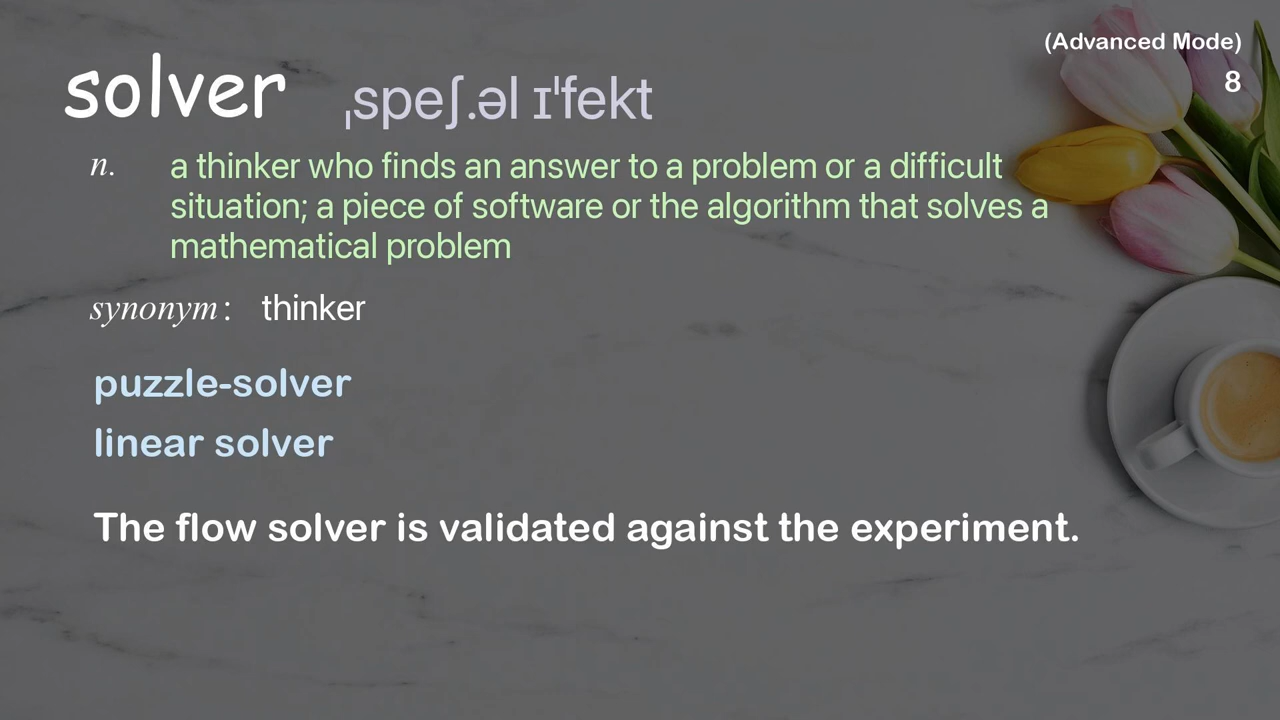 (Advanced Mode)
8
solver ˌspeʃ.əl ɪˈfekt
n. a thinker who finds an answer to a problem or a difficult
situation; a piece of software or the algorithm that solves a
mathematical problem
synonym: thinker
puzzle-solver
linear solver
The flow solver is validated against the experiment.